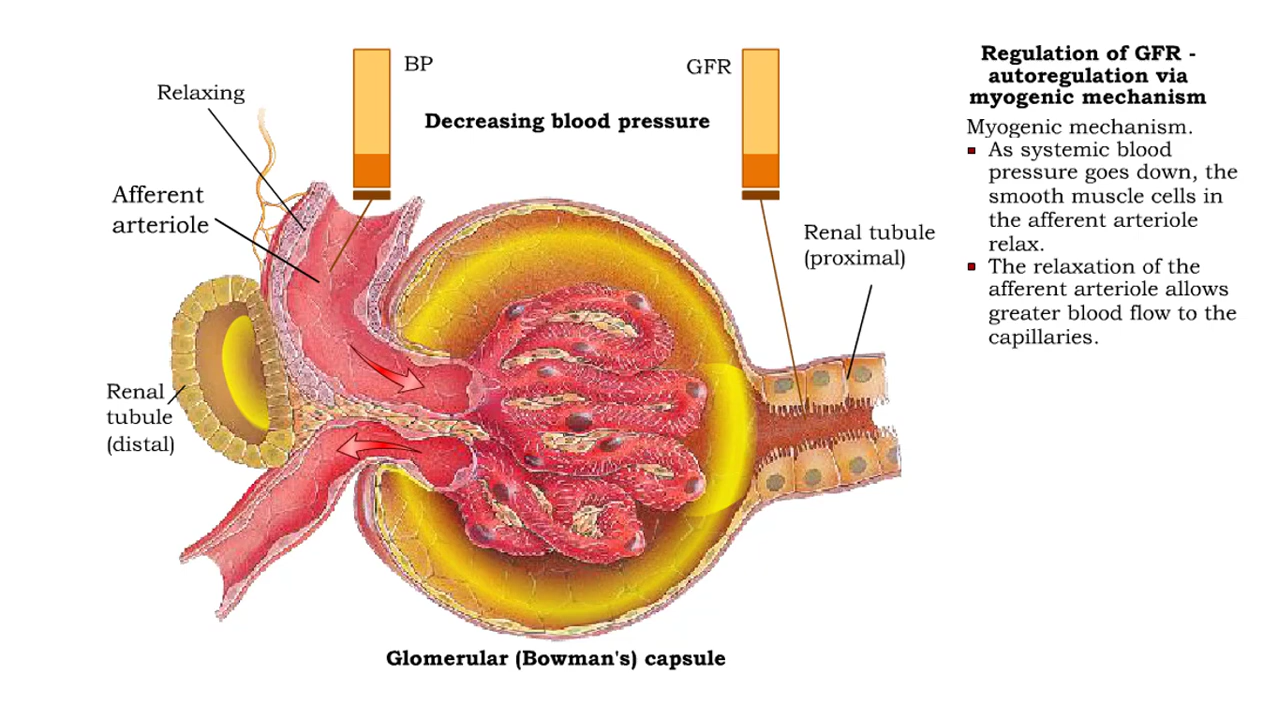 BP
GFR
Relaxing
Decreasing blood pressure
Afferent
arteriole
Renal tubule
(proximal)
Renal
tubule
(distal)
Glomerular (Bowman's) capsule
Regulation of GFR -
autoregulation via
myogenic mechanism
Myogenic mechanism.
As systemic blood
pressure goes down, the
smooth muscle cells in
the afferent arteriole
relax.
The relaxation of the
afferent arteriole allows
greater blood flow to the
capillaries.